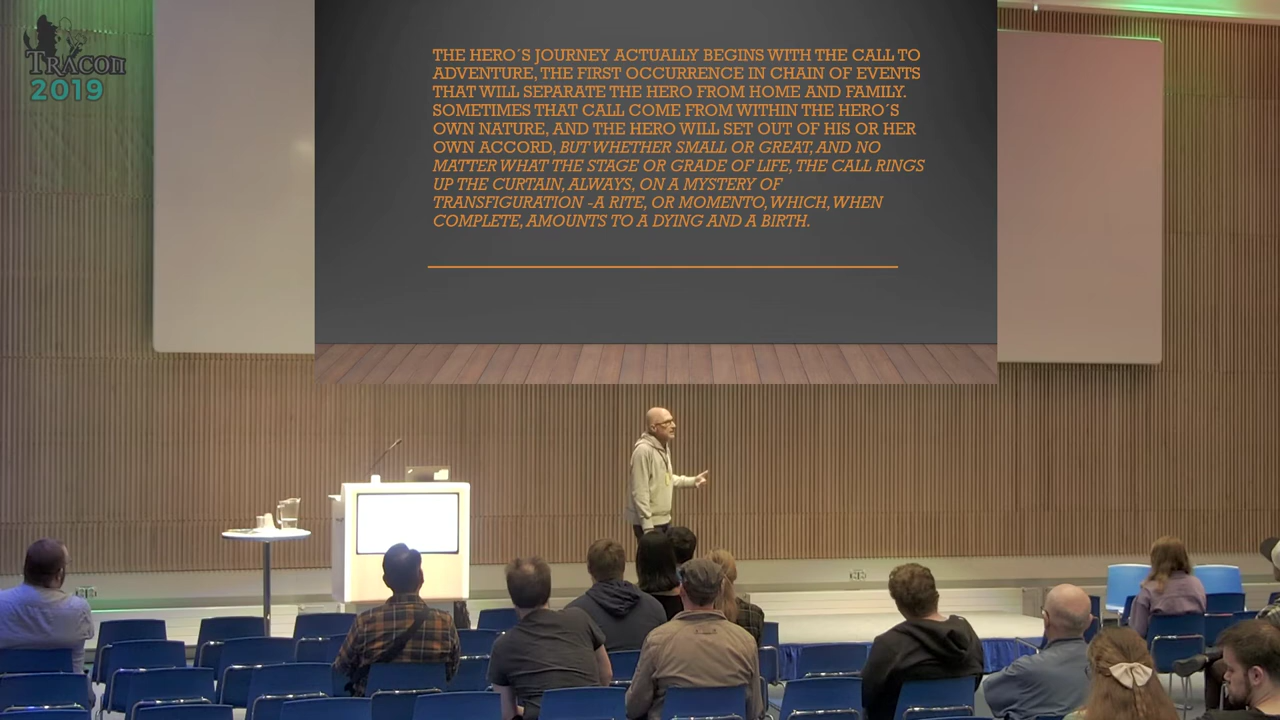 TRACON
2019
THE HERO´S JOURNEY ACTUALLY BEGINS WITH THE CALL TO
ADVENTURE, THE FIRST OCCURRENCE IN CHAIN OF EVENTS
THAT WILL SEPARATE THE HERO FROM HOME AND FAMILY.
SOMETIMES THAT CALL COME FROM WITHIN THE HERO´S
OWN NATURE, AND THE HERO WILL SET OUT OF HIS OR HER
OWN ACCORD, BUT WHETHER SMALL OR GREAT, AND NO
MATTER WHAT THE STAGE OR GRADE OF LIFE, THE CALL RINGS
UP THE CURTAIN, ALWAYS, ON A MYSTERY OF
TRANSFIGURATION -A RITE, OR MOMENTO, WHICH, WHEN
COMPLETE, AMOUNTS TO A DYING AND A BIRTH.